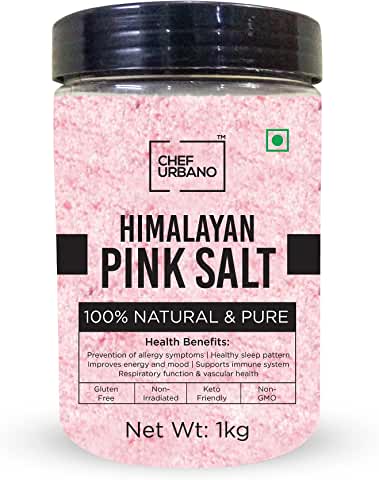 TM
CHEF
URBANO
HIMALAYAN
PINK SALT
100% NATURAL & PURE
Health Benefits:
Prevention of allergy symptoms | Healthy sleep pattern
Improves energy and mood | Supports immune system
Respiratory function & vascular health
Gluten Free
Non-Irradiated
Keto Friendly
Non-GMO
Net Wt: 1kg